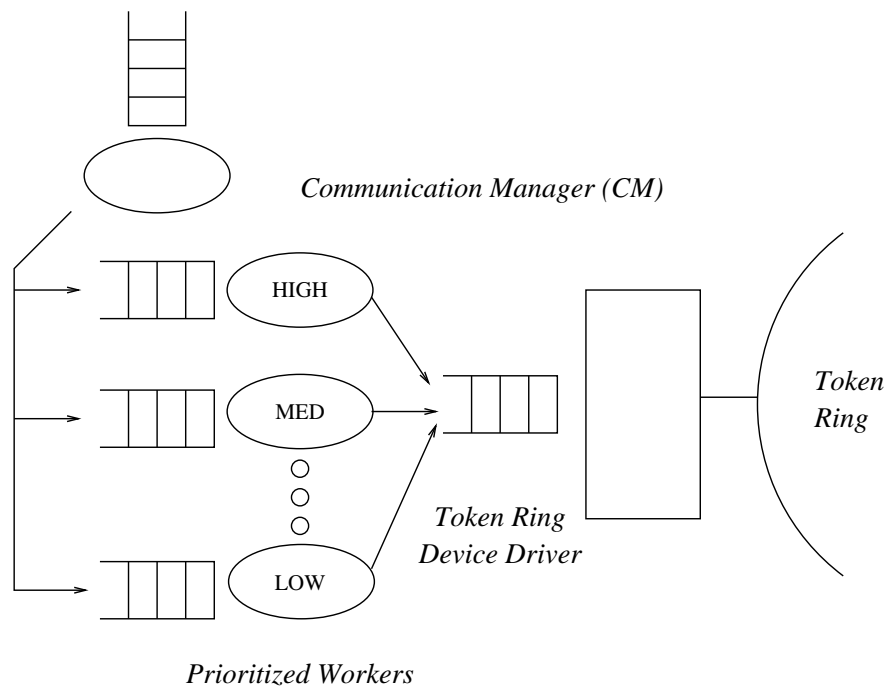 Communication Manager (CM)
HIGH
MED
Token
Ring
Token Ring
Device Driver
LOW
Prioritized Workers